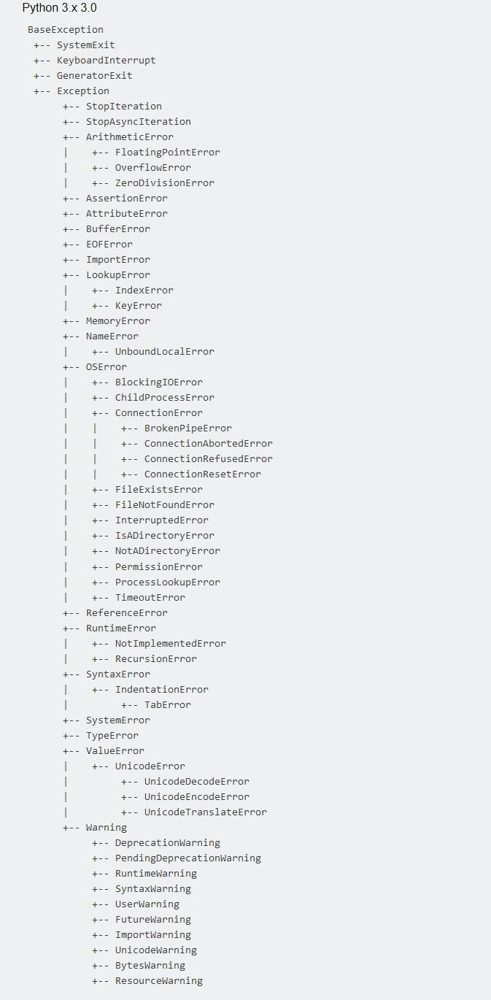 Python 3.x 3.0
BaseException
 +-- SystemExit
 +-- KeyboardInterrupt
 +-- GeneratorExit
 +-- Exception
      +-- StopIteration
      +-- StopAsyncIteration
      +-- ArithmeticError
      |    +-- FloatingPointError
      |    +-- OverflowError
      |    +-- ZeroDivisionError
      +-- AssertionError
      +-- AttributeError
      +-- BufferError
      +-- EOFError
      +-- ImportError
      +-- LookupError
      |    +-- IndexError
      |    +-- KeyError
      +-- MemoryError
      +-- NameError
      |    +-- UnboundLocalError
      +-- OSError
      |    +-- BlockingIOError
      |    +-- ChildProcessError
      |    +-- ConnectionError
      |    |    +-- BrokenPipeError
      |    |    +-- ConnectionAbortedError
      |    |    +-- ConnectionRefusedError
      |    |    +-- ConnectionResetError
      |    +-- FileExistsError
      |    +-- FileNotFoundError
      |    +-- InterruptedError
      |    +-- IsADirectoryError
      |    +-- NotADirectoryError
      |    +-- PermissionError
      |    +-- ProcessLookupError
      |    +-- TimeoutError
      +-- ReferenceError
      +-- RuntimeError
      |    +-- NotImplementedError
      |    +-- RecursionError
      +-- SyntaxError
      |    +-- IndentationError
      |         +-- TabError
      +-- SystemError
      +-- TypeError
      +-- ValueError
      |    +-- UnicodeError
      |         +-- UnicodeDecodeError
      |         +-- UnicodeEncodeError
      |         +-- UnicodeTranslateError
      +-- Warning
           +-- DeprecationWarning
           +-- PendingDeprecationWarning
           +-- RuntimeWarning
           +-- SyntaxWarning
           +-- UserWarning
           +-- FutureWarning
           +-- ImportWarning
           +-- UnicodeWarning
           +-- BytesWarning
           +-- ResourceWarning